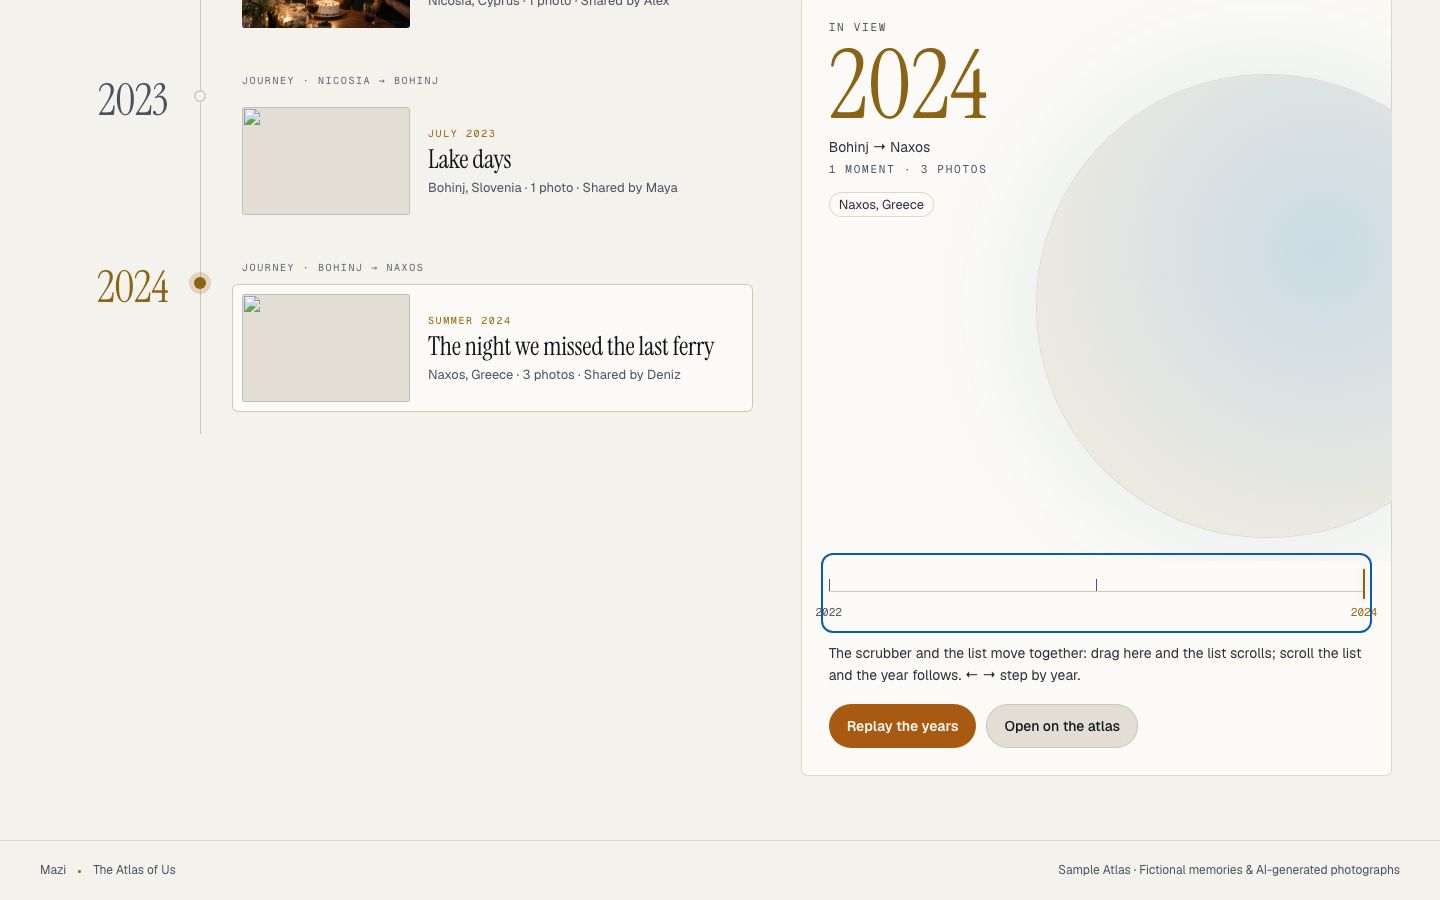 Nicosia, Cyprus · 1 photo · Shared by Alex
2023
JOURNEY · NICOSIA → BOHINJ
JULY 2023
Lake days
Bohinj, Slovenia · 1 photo · Shared by Maya
2024
JOURNEY · BOHINJ → NAXOS
SUMMER 2024
The night we missed the last ferry
Naxos, Greece · 3 photos · Shared by Deniz
IN VIEW
2024
Bohinj → Naxos
1 MOMENT · 3 PHOTOS
Naxos, Greece
2022
2024
The scrubber and the list move together: drag here and the list scrolls; scroll the list
and the year follows. ← → step by year.
Replay the years
Open on the atlas
Mazi • The Atlas of Us
Sample Atlas · Fictional memories & AI-generated photographs